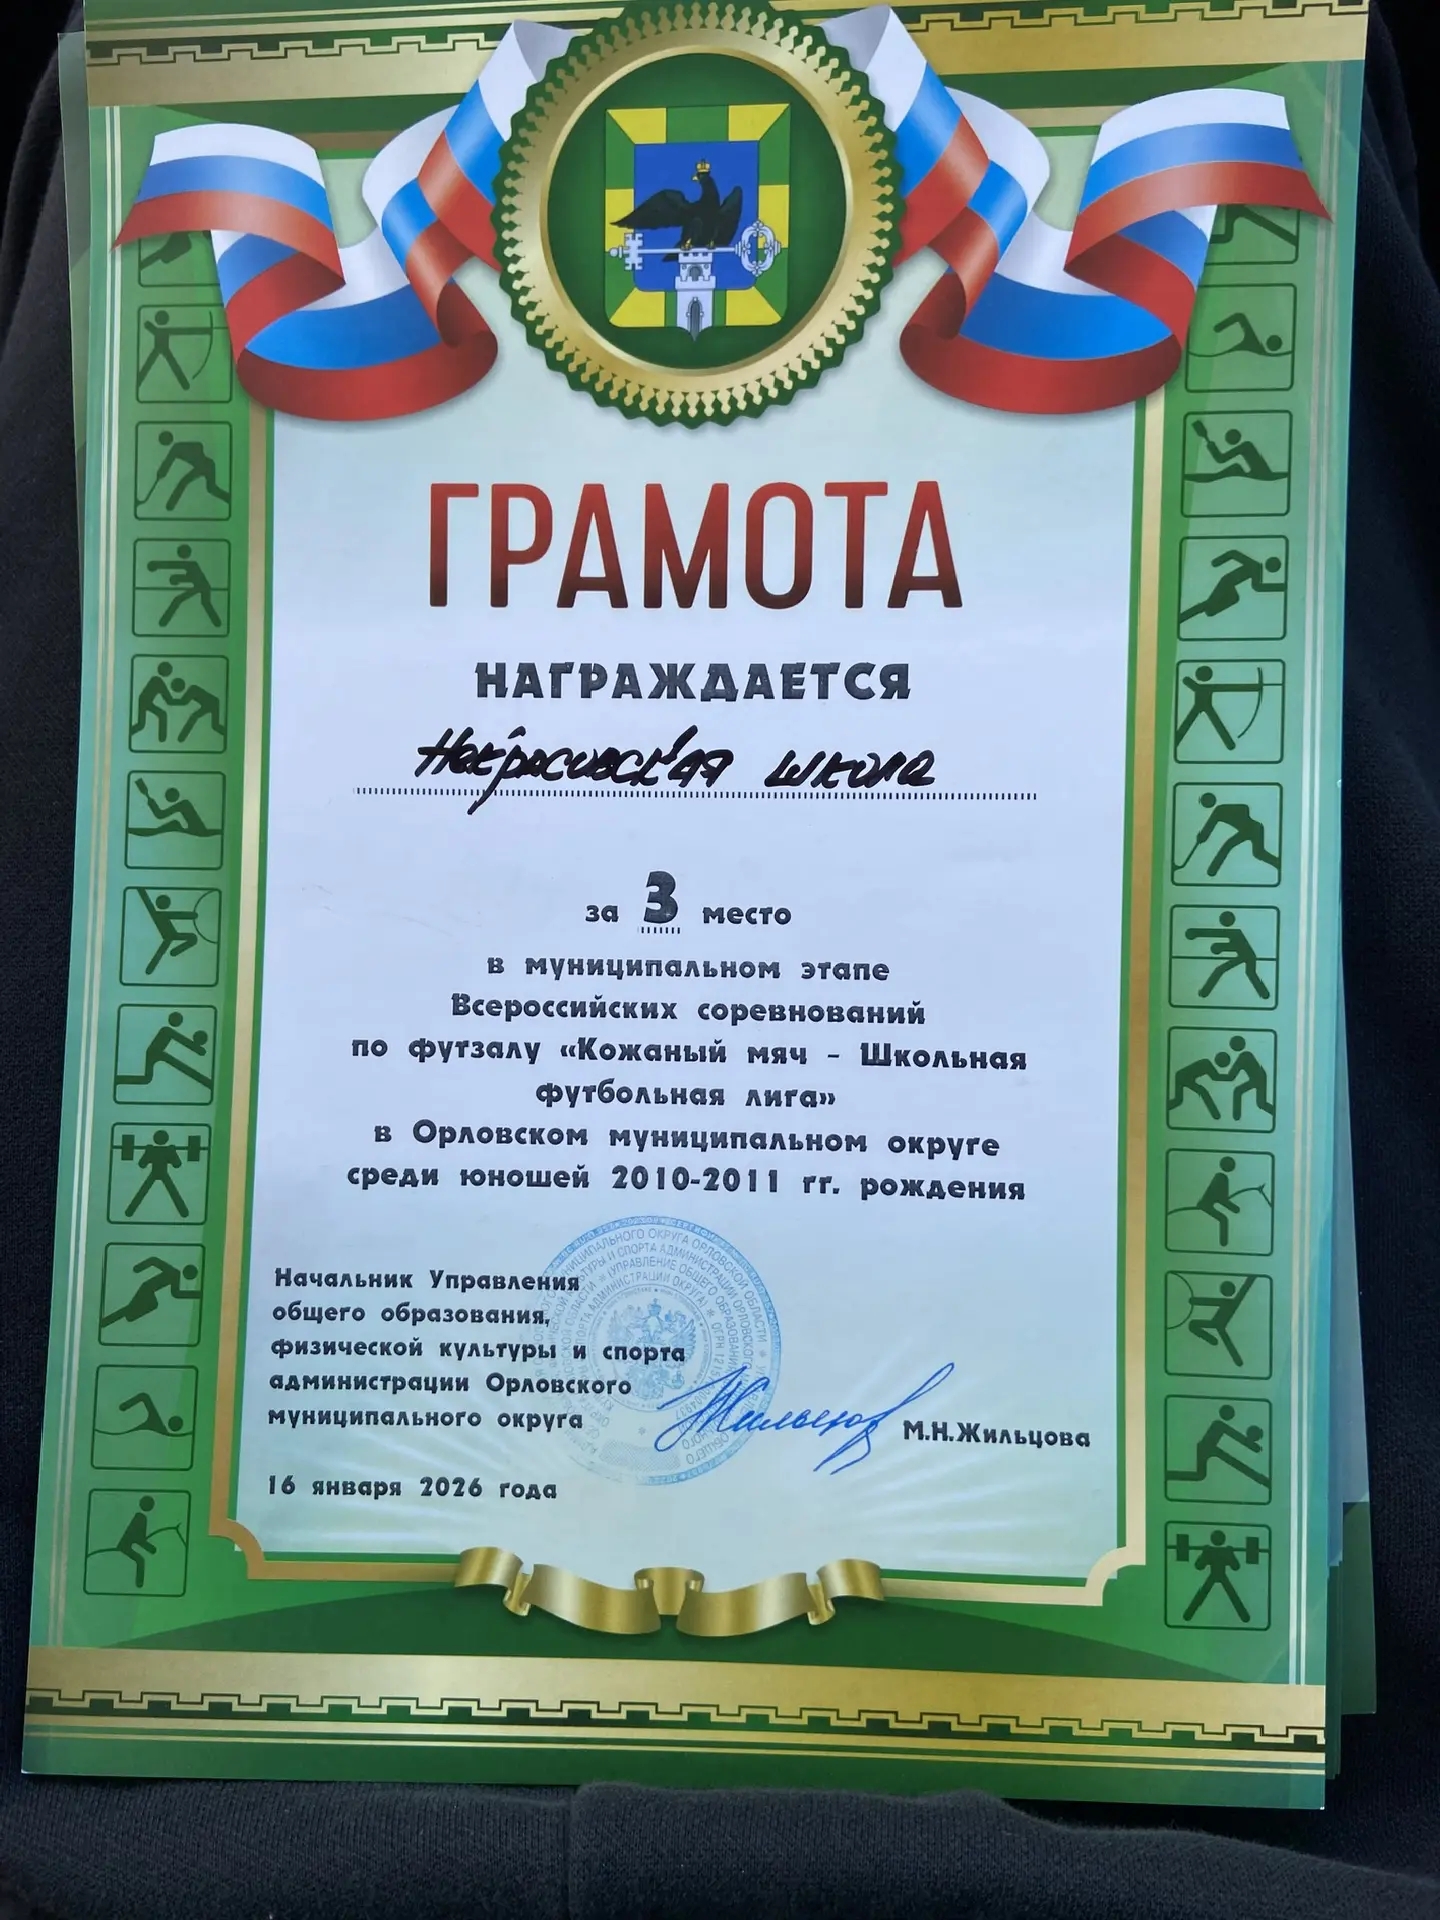 ГРАМОТА
НАГРАЖДАЕТСЯ
Некрасовская школа
за 3 место
в муниципальном этапе
Всероссийских соревнований
по футзалу «Кожаный мяч - Школьная
футбольная лига»
в Орловском муниципальном округе
среди юношей 2010-2011 гг. рождения
Начальник Управления
общего образования,
физической культуры и спорта
администрации Орловского
муниципального округа
М.Н.Жильцова
16 января 2026 года